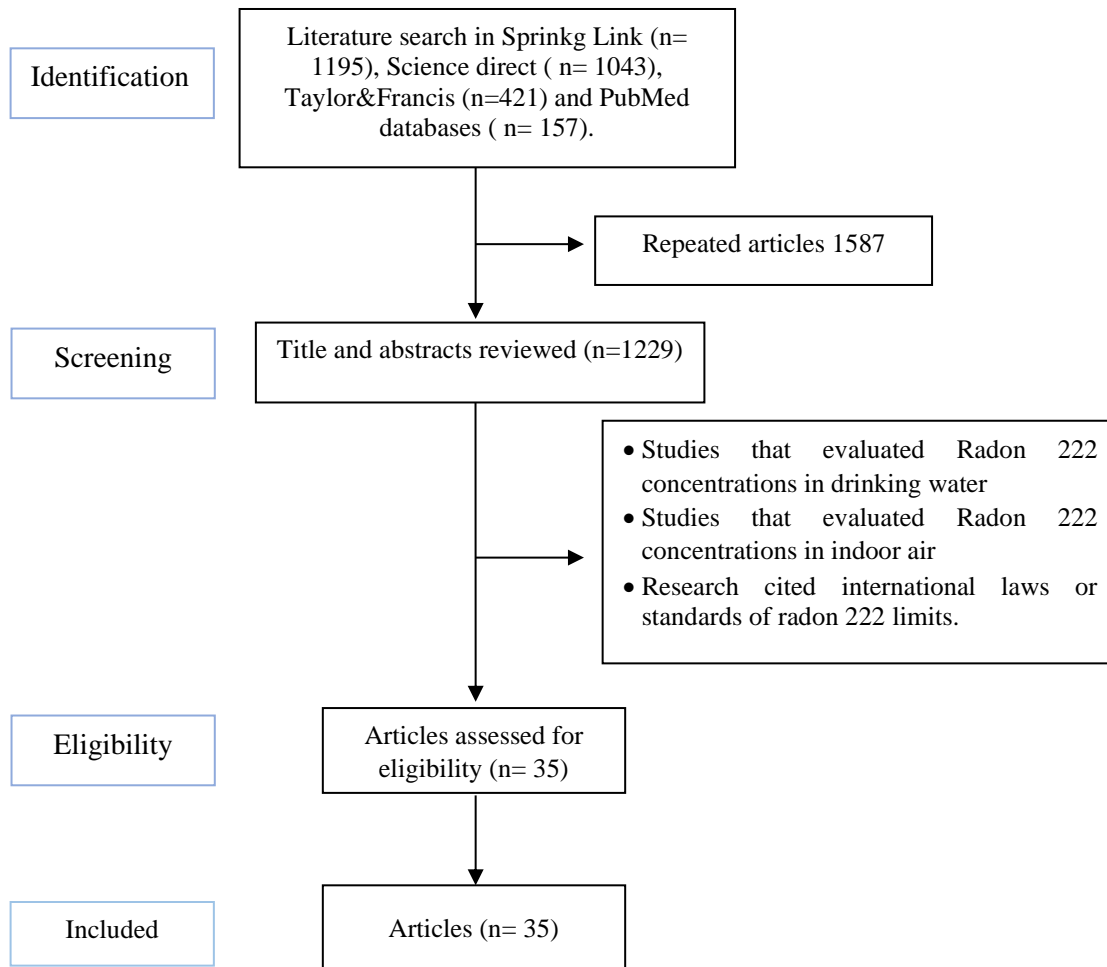 Identification
Literature search in Sprinkg Link (n=
1195), Science direct ( n= 1043),
Taylor&Francis (n=421) and PubMed
databases ( n= 157).
Repeated articles 1587
Screening
Title and abstracts reviewed (n=1229)
• Studies that evaluated Radon 222
concentrations in drinking water
• Studies that evaluated Radon 222
concentrations in indoor air
• Research cited international laws or
standards of radon 222 limits.
Eligibility
Articles assessed for
eligibility (n= 35)
Included
Articles (n= 35)